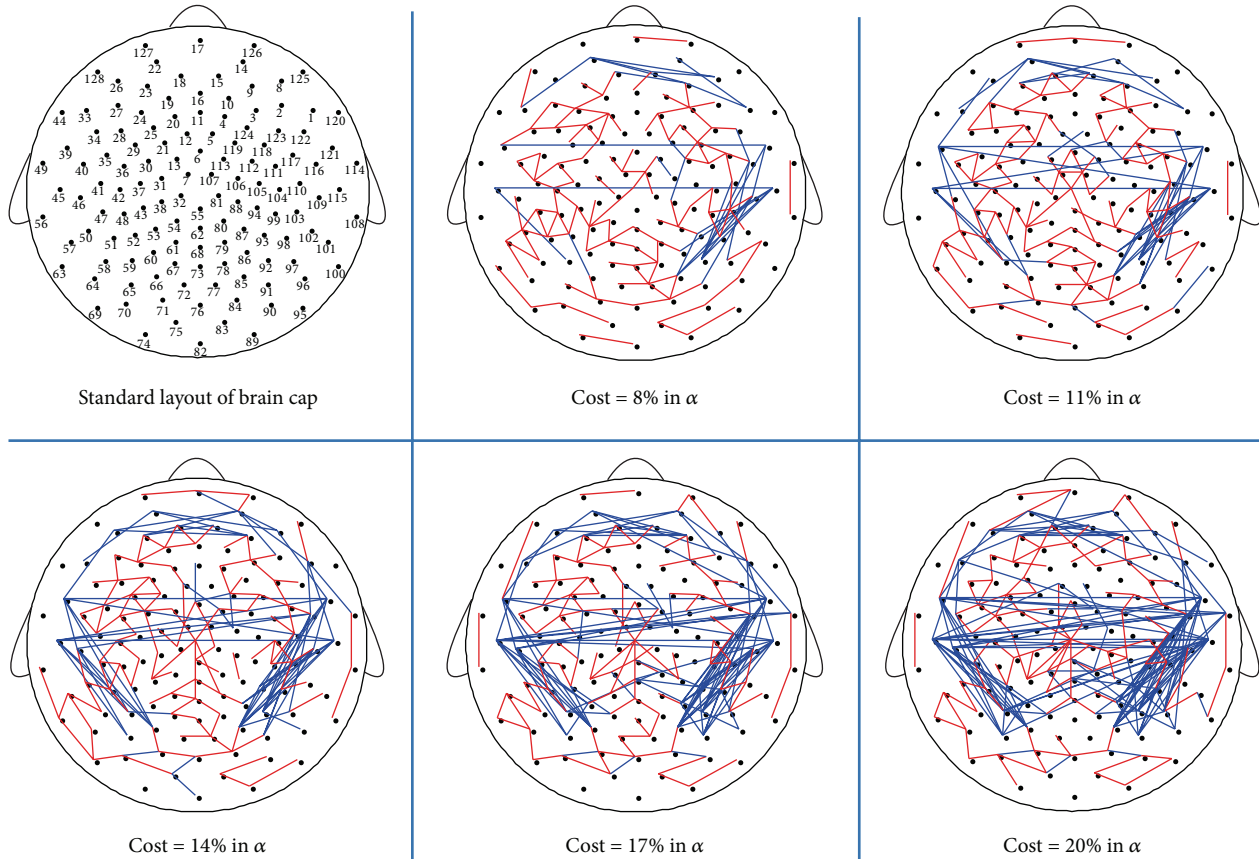 127 17 126
22 14
128 26 18 15 8 125
23 9
19 16 10
44 33 27 24 20 11 4 3 2 1 120
34 28 25 12 5 124 123 122
39 35 29 21 6 119 118 121
49 40 36 30 13 113 112 117 116 114
41 31 7 107 106 111
45 46 42 37 32 81 105 104 110 115
47 48 43 38 55 88 94 99 103 109
56 50 53 54 62 80 87 102 108
57 51 52 61 68 79 93 98 101
63 58 59 60 67 73 78 86 92 97 100
64 65 66 72 77 85 91 96
69 70 71 76 84 90 95
74 75 83 89
82
Standard layout of brain cap
Cost = 8% in α
Cost = 11% in α
Cost = 14% in α
Cost = 17% in α
Cost = 20% in α